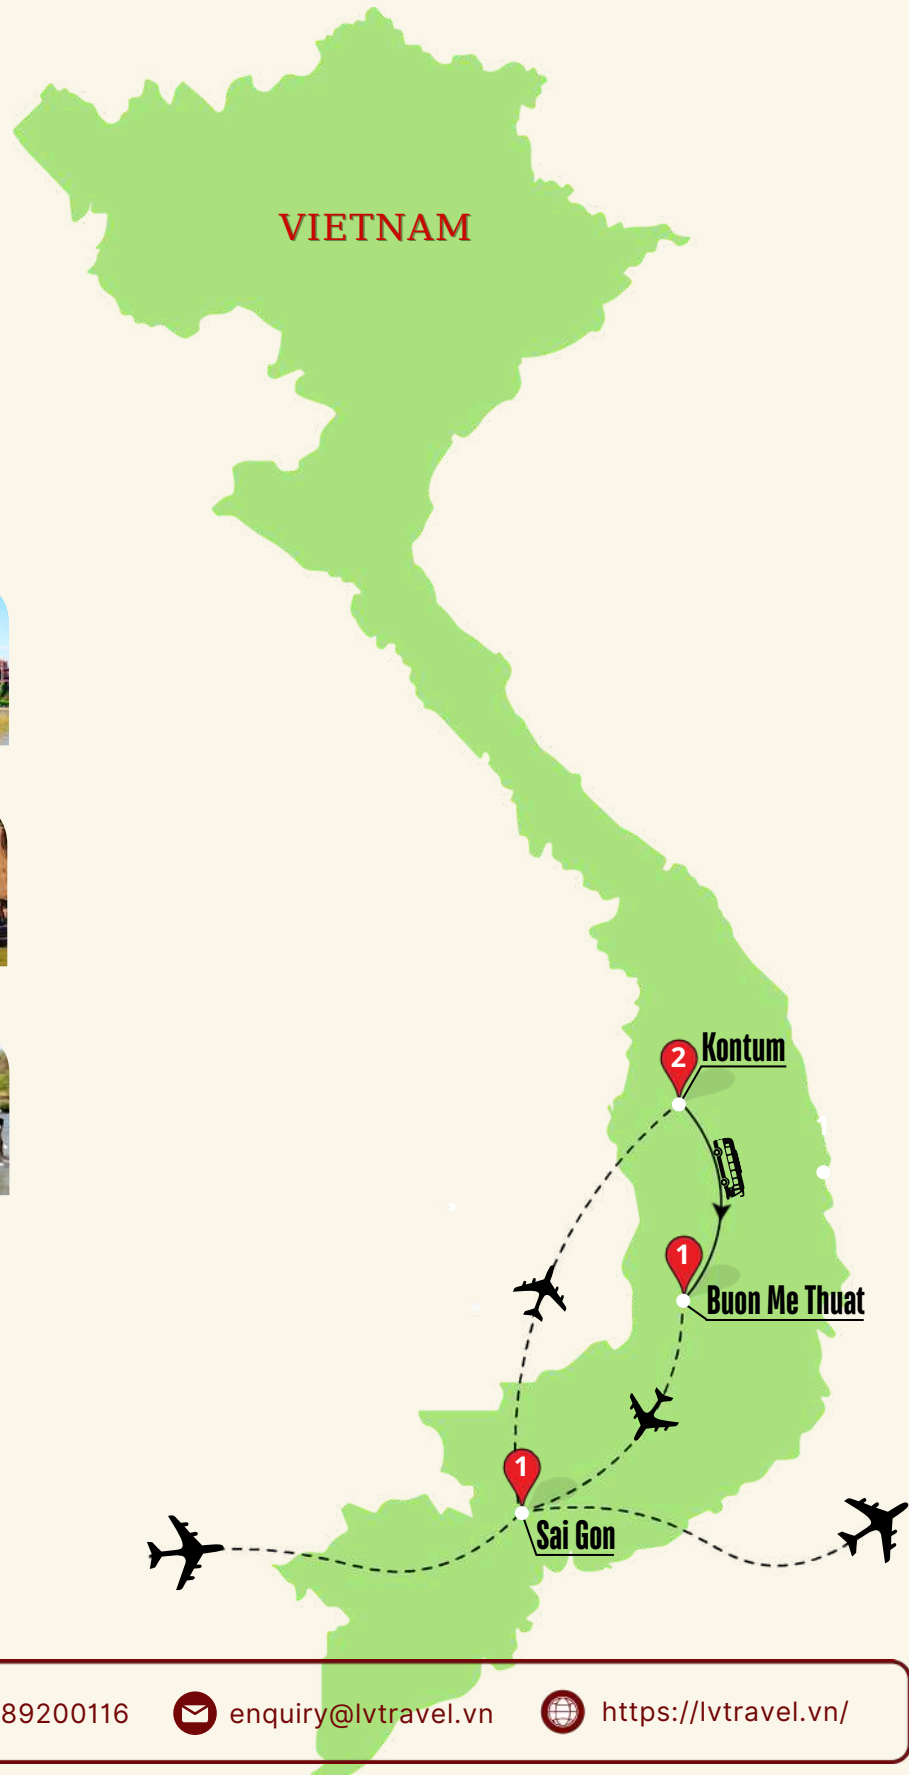 VIETNAM
2
Kontum
1
Buon Me Thuat
1
Sai Gon
89200116
enquiry@lvtravel.vn
https://lvtravel.vn/